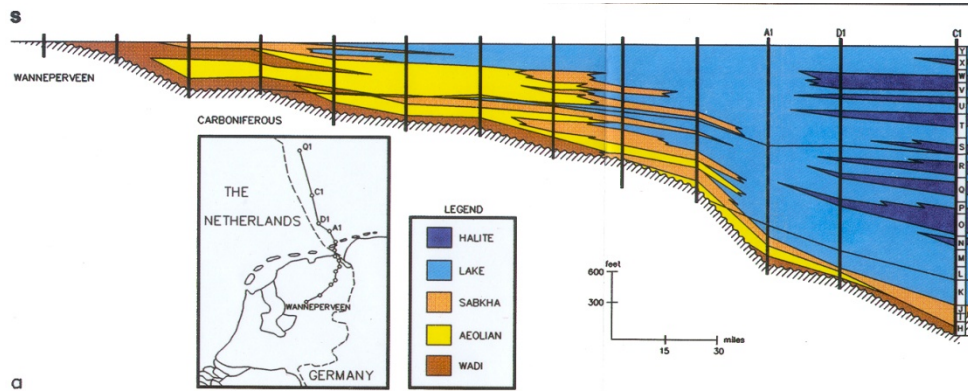 S
A1 D1 C1
WANNEPERVEEN
CARBONIFEROUS
Y
X
W
V
U
T
S
R
Q
P
O
N
M
L
K
J
I
H
Q1
THE
NETHERLANDS
C1
D1
A1
WANNEPERVEEN
GERMANY
LEGEND
HALITE
LAKE
SABKHA
AEOLIAN
WADI
feet
600
300
miles
15 30
a